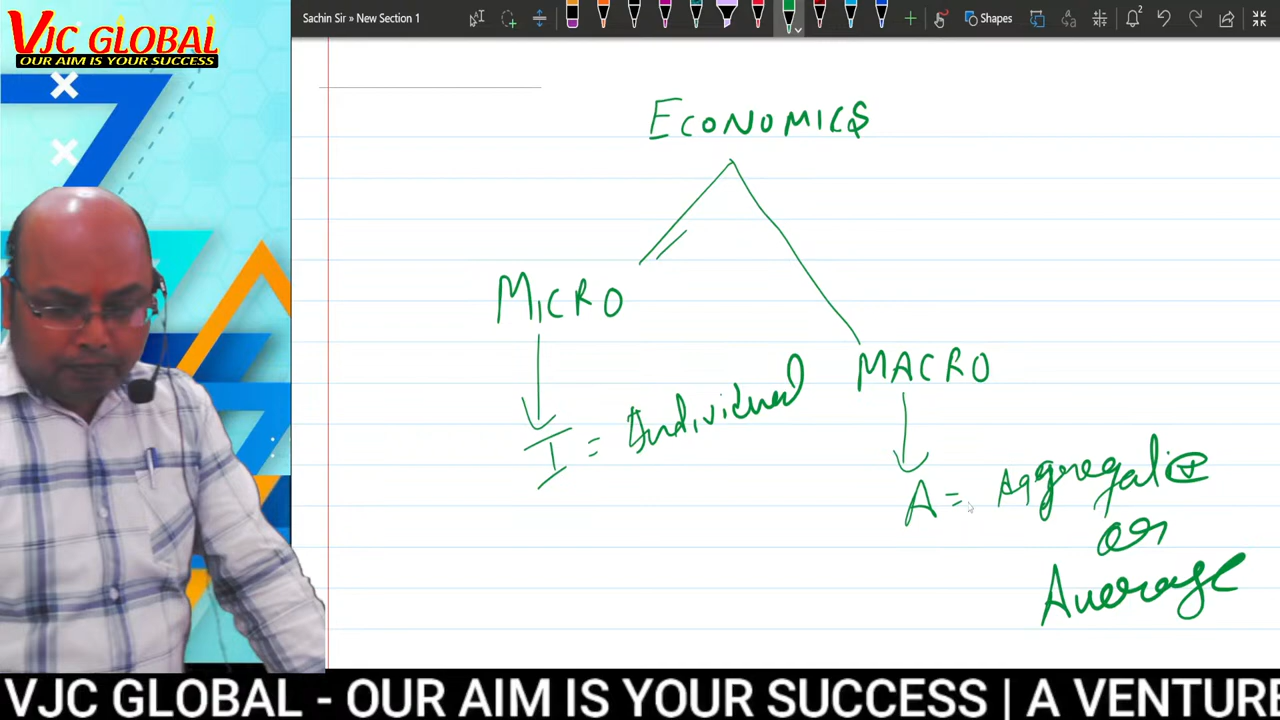 VJC GLOBAL
OUR AIM IS YOUR SUCCESS
Sachin Sir » New Section 1
Shapes
2
ECONOMICS
MICRO
MACRO
I = Individual
A = Aggregate
or
Average
VJC GLOBAL - OUR AIM IS YOUR SUCCESS | A VENTURE